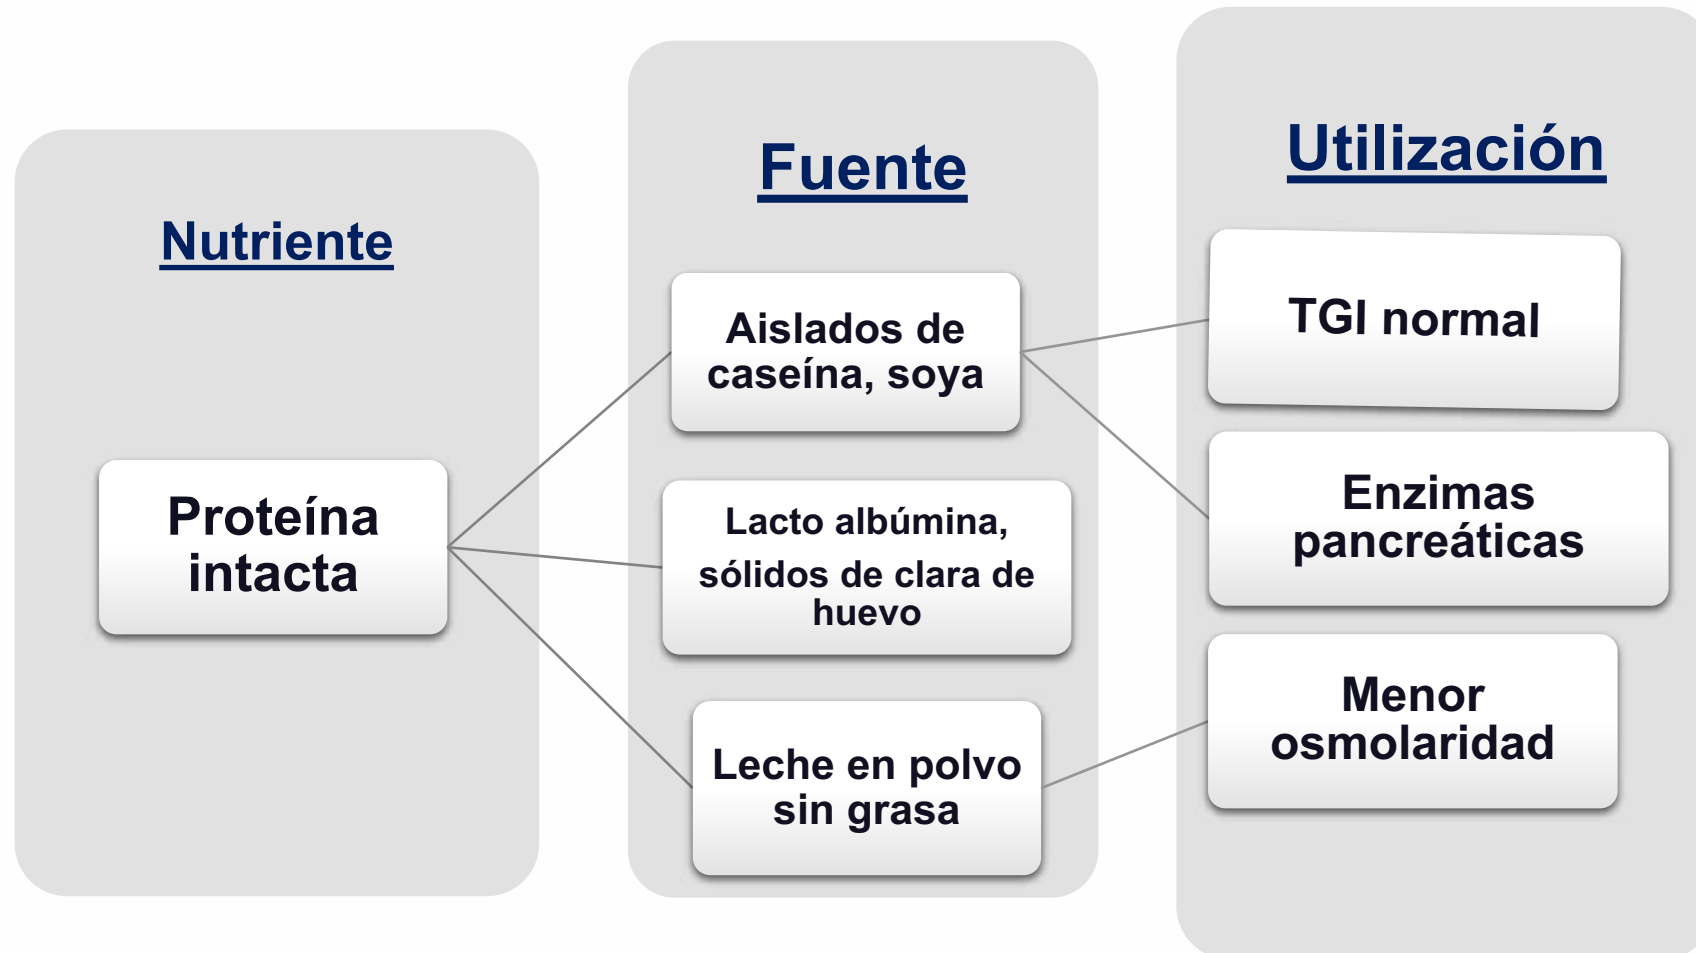 Nutriente
Proteína
intacta
Fuente
Aislados de
caseína, soya
Lacto albúmina,
sólidos de clara de
huevo
Leche en polvo
sin grasa
Utilización
TGI normal
Enzimas
pancreáticas
Menor
osmolaridad